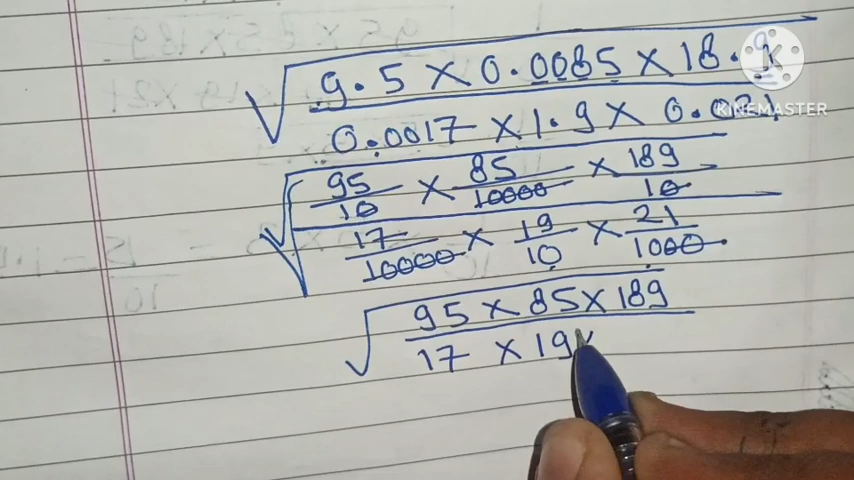 √ 9.5 × 0.0085 × 18.9
0.0017 × 1.9 × 0.021
KINEMASTER
√ 95/10 × 85/10000 × 189/10
17/10000 × 19/10 × 21/1000
√ 95 × 85 × 189
17 × 19 ×